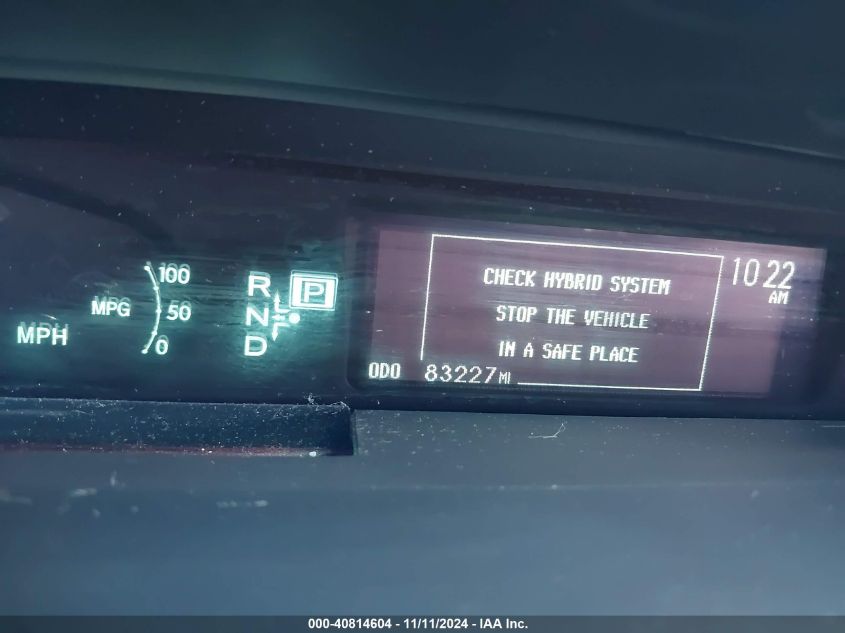 100
MPG
50
MPH
0
R
P
N
D
CHECK HYBRID SYSTEM
STOP THE VEHICLE
IN A SAFE PLACE
10 22
AM
ODO 83227 MI
000-40814604 - 11/11/2024 - IAA Inc.